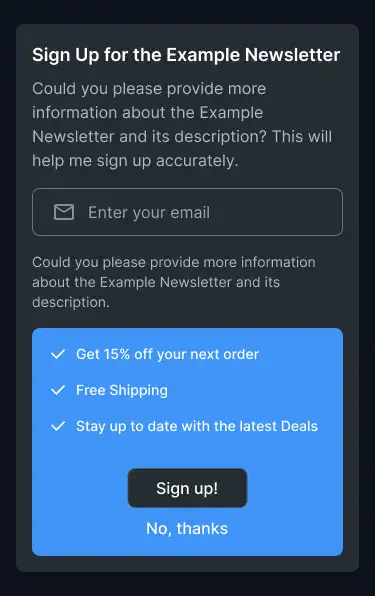 Sign Up for the Example Newsletter
Could you please provide more
information about the Example
Newsletter and its description? This will
help me sign up accurately.
Enter your email
Could you please provide more information
about the Example Newsletter and its
description.
Get 15% off your next order
Free Shipping
Stay up to date with the latest Deals
Sign up!
No, thanks